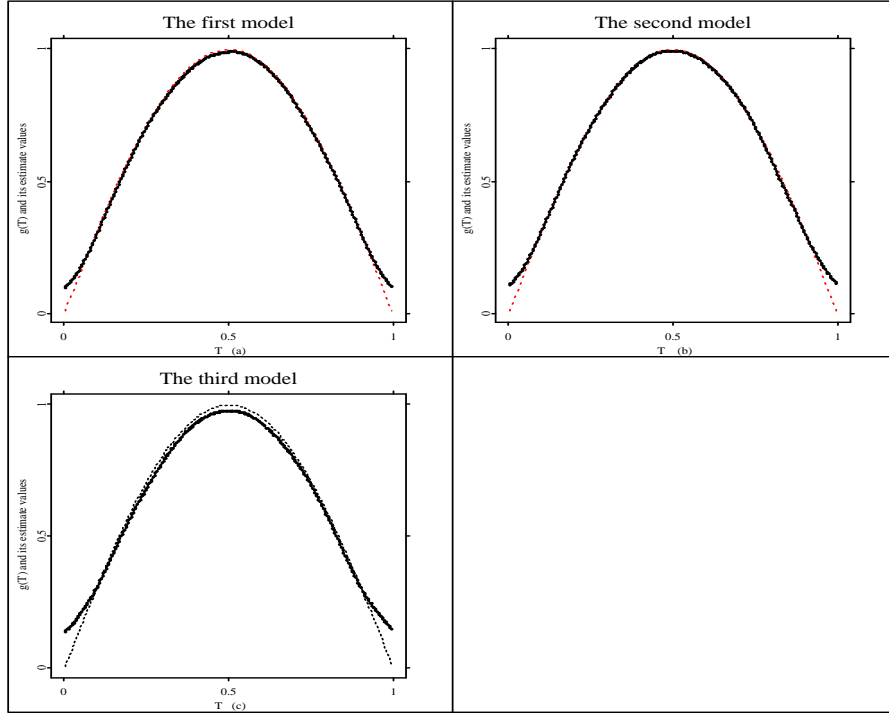 The first model
g(T) and its estimate values
1
0.5
0
0
0.5
1
T (a)
The second model
g(T) and its estimate values
1
0.5
0
0
0.5
1
T (b)
The third model
g(T) and its estimate values
1
0.5
0
0
0.5
1
T (c)